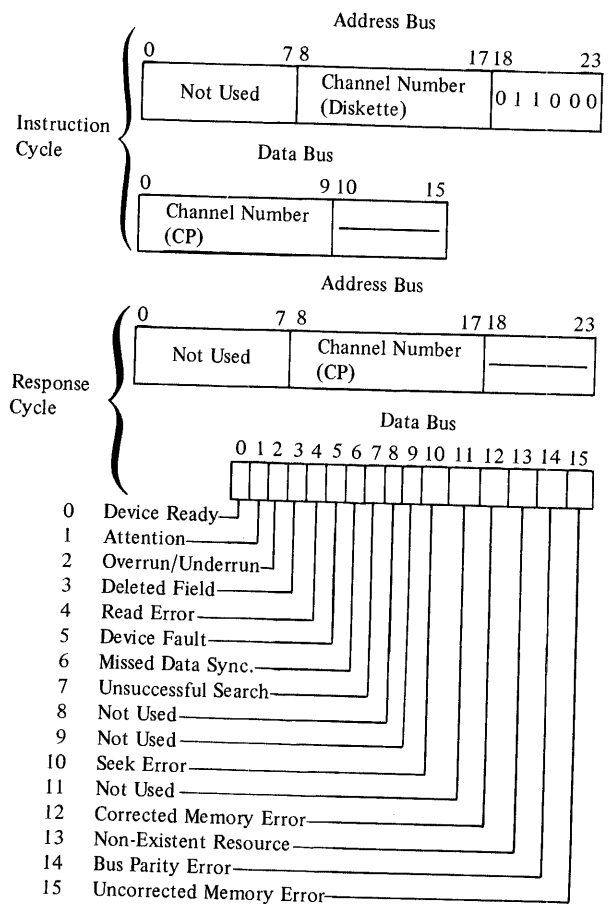 Address Bus
0 7 8 17 18 23
Not Used Channel Number (Diskette) 0 1 1 0 0 0
Instruction Cycle
Data Bus
0 9 10 15
Channel Number (CP)
Address Bus
0 7 8 17 18 23
Not Used Channel Number (CP)
Response Cycle
Data Bus
0 1 2 3 4 5 6 7 8 9 10 11 12 13 14 15
0 Device Ready
1 Attention
2 Overrun/Underrun
3 Deleted Field
4 Read Error
5 Device Fault
6 Missed Data Sync.
7 Unsuccessful Search
8 Not Used
9 Not Used
10 Seek Error
11 Not Used
12 Corrected Memory Error
13 Non-Existent Resource
14 Bus Parity Error
15 Uncorrected Memory Error